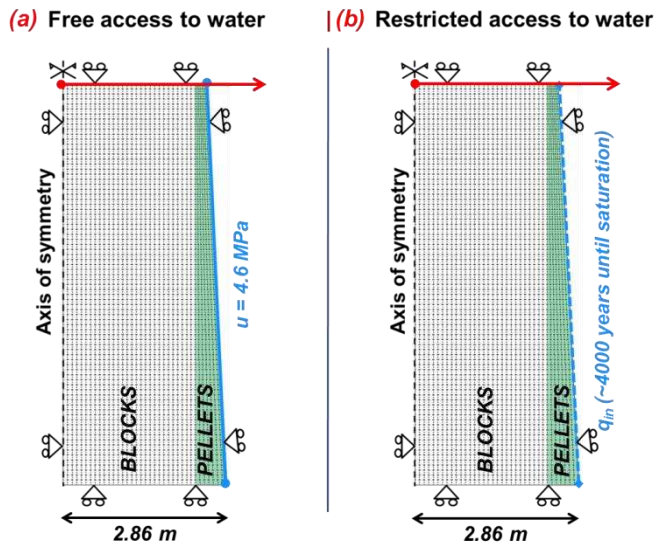 (a) Free access to water
Axis of symmetry
BLOCKS
PELLETS
u = 4.6 MPa
2.86 m
(b) Restricted access to water
Axis of symmetry
BLOCKS
PELLETS
qin (~4000 years until saturation)
2.86 m